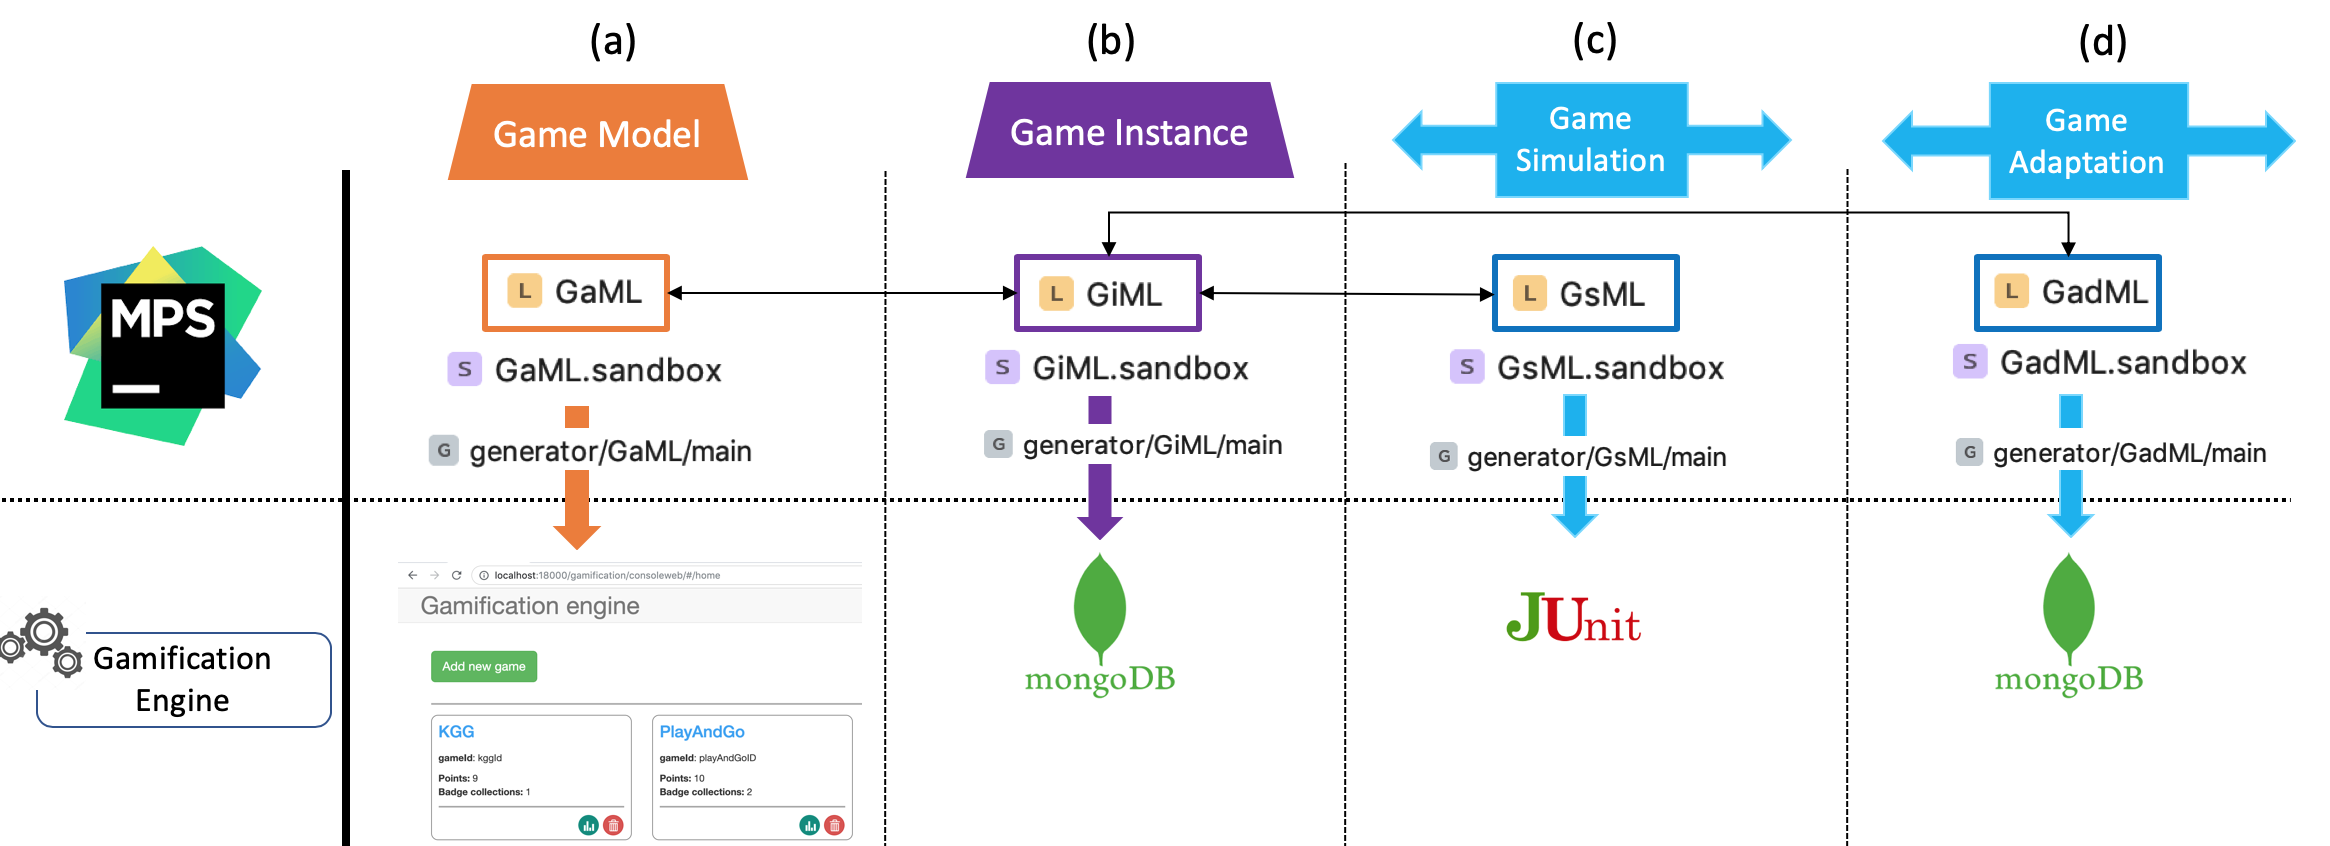 (a)
(b)
(c)
(d)
Game Model
Game Instance
Game
Simulation
Game
Adaptation
MPS
L GaML
L GiML
L GsML
L GadML
S GaML.sandbox
S GiML.sandbox
S GsML.sandbox
S GadML.sandbox
G generator/GaML/main
G generator/GiML/main
G generator/GsML/main
G generator/GadML/main
Gamification
Engine
localhost:18000/gamification/consoleweb/#/home
Gamification engine
Add new game
KGG
gameId: kggId
Points: 9
Badge collections: 1
PlayAndGo
gameId: playAndGoID
Points: 10
Badge collections: 2
mongoDB
JUnit
mongoDB